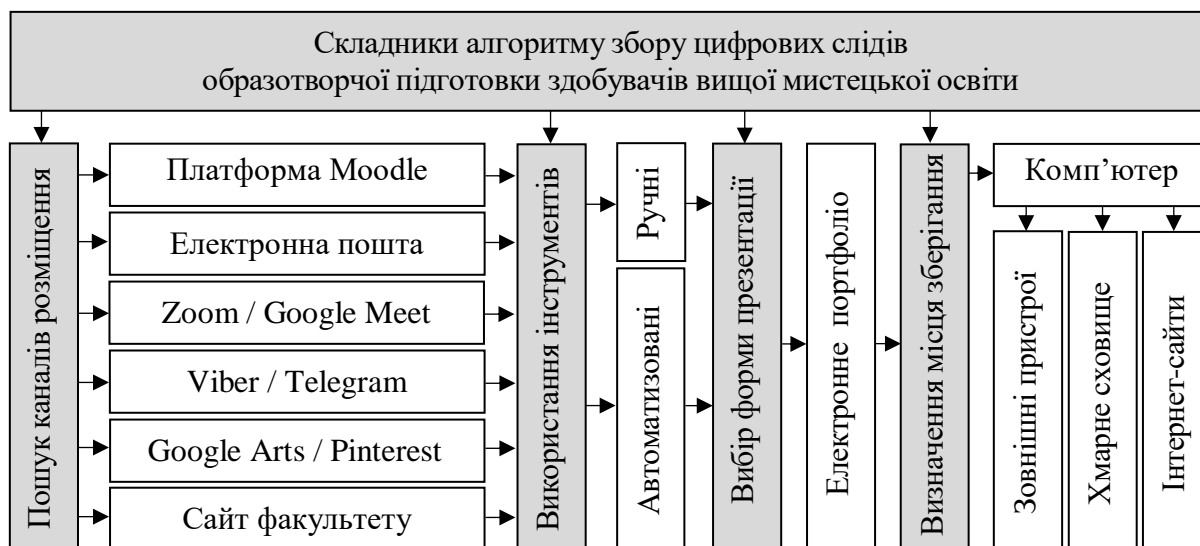 Складники алгоритму збору цифрових слідів
образотворчої підготовки здобувачів вищої мистецької освіти
Пошук каналів розміщення
Платформа Moodle
Електронна пошта
Zoom / Google Meet
Viber / Telegram
Google Arts / Pinterest
Сайт факультету
Використання інструментів
Ручні
Автоматизовані
Вибір форми презентації
Електронне портфоліо
Визначення місця зберігання
Комп’ютер
Зовнішні пристрої
Хмарне сховище
Інтернет-сайти